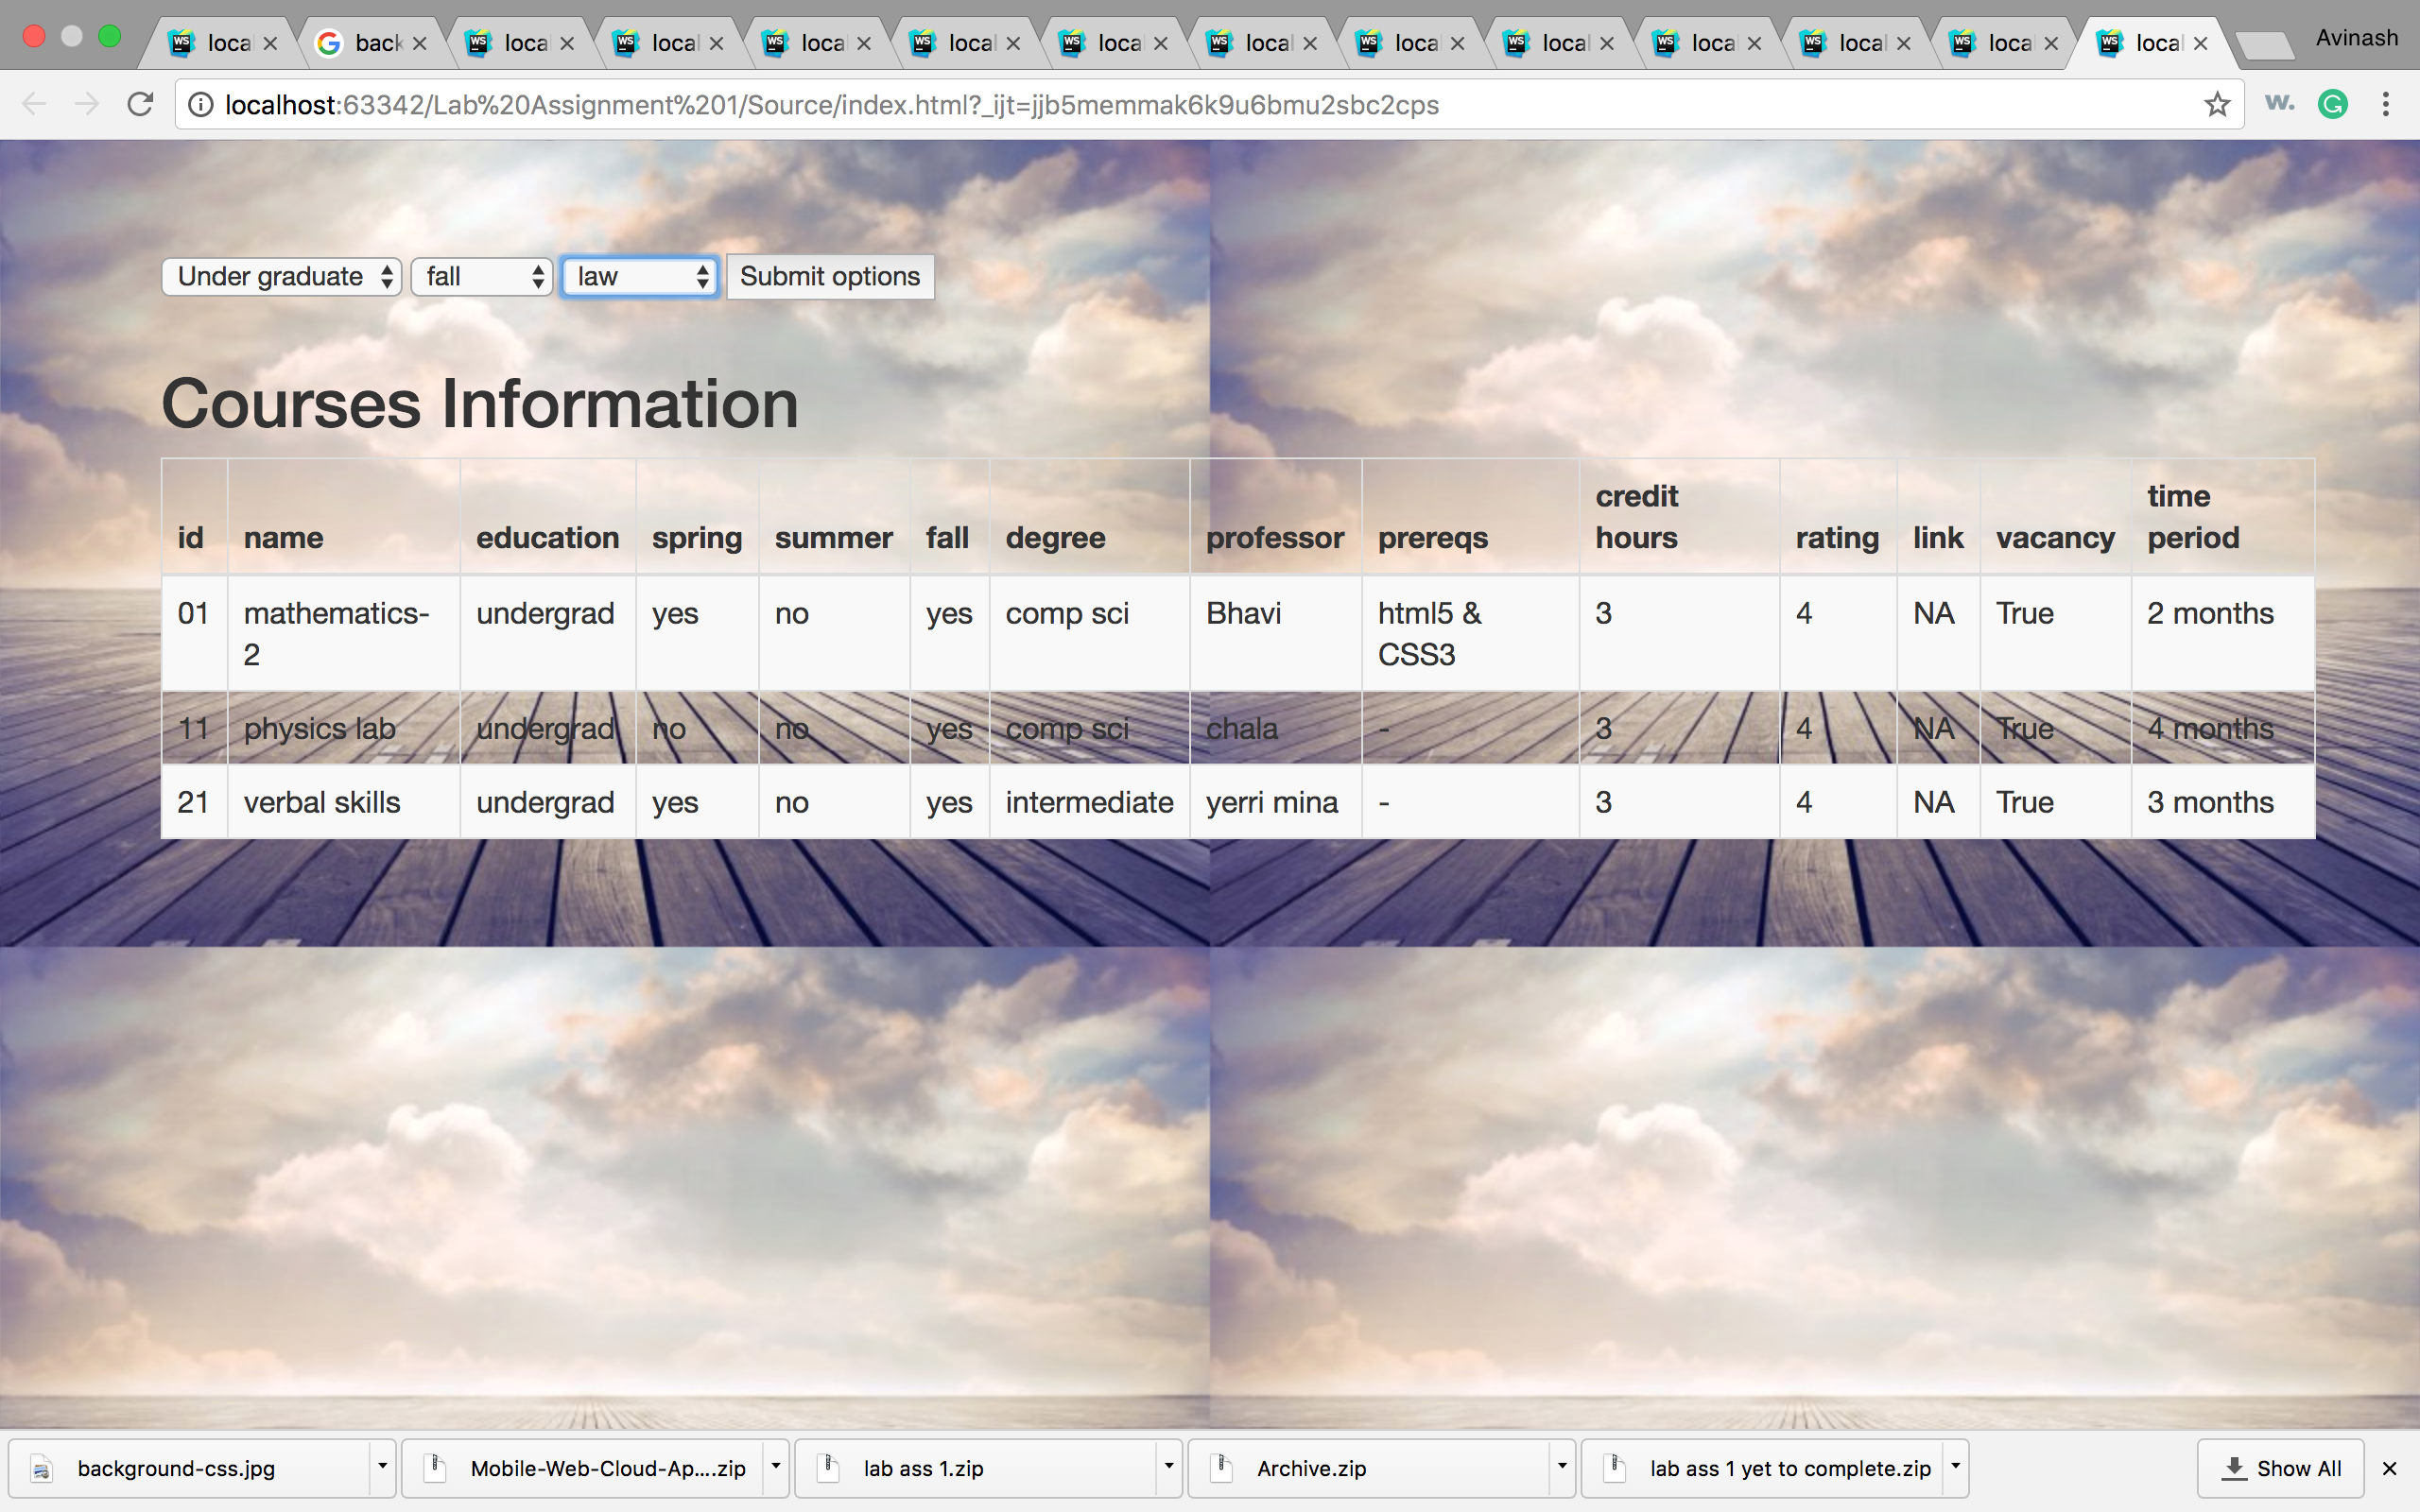 loca back loca local loca local loca local loca local loca local loca local Avinash
localhost:63342/Lab%20Assignment%201/Source/index.html?_ijt=jjb5memmak6k9u6bmu2sbc2cps w.
Under graduate fall law Submit options
Courses Information
id name education spring summer fall degree professor prereqs credit hours rating link vacancy time period
01 mathematics-2 undergrad yes no yes comp sci Bhavi html5 & CSS3 3 4 NA True 2 months
11 physics lab undergrad no no yes comp sci chala - 3 4 NA True 4 months
21 verbal skills undergrad yes no yes intermediate yerri mina - 3 4 NA True 3 months
background-css.jpg Mobile-Web-Cloud-Ap....zip lab ass 1.zip Archive.zip lab ass 1 yet to complete.zip Show All